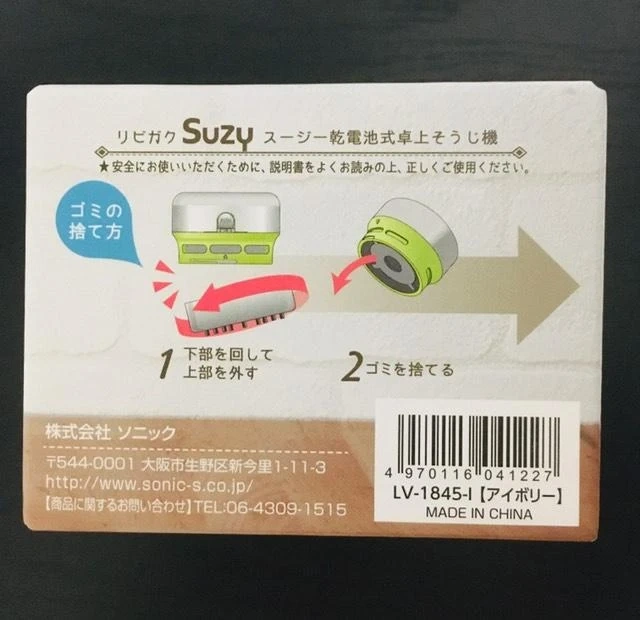 リビガク Suzy スージー乾電池式卓上そうじ機
★安全にお使いいただくために、説明書をよくお読みの上、正しくご使用ください。
ゴミの
捨て方
1 下部を回して
上部を外す
2 ゴミを捨てる
株式会社 ソニック
〒544-0001 大阪市生野区新今里1-11-3
http://www.sonic-s.co.jp/
【商品に関するお問い合わせ】TEL:06-4309-1515
4 970116 041227
LV-1845-I【アイボリー】
MADE IN CHINA